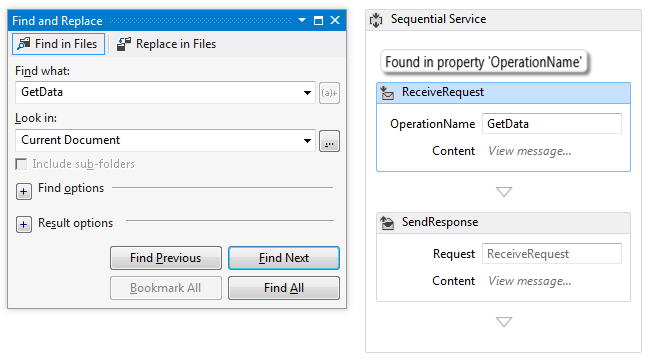 Find and Replace
Find in Files
Replace in Files
Find what:
GetData
(a)+
Look in:
Current Document
...
Include sub-folders
Find options
Result options
Find Previous
Find Next
Bookmark All
Find All
Sequential Service
Found in property 'OperationName'
ReceiveRequest
OperationName GetData
Content View message...
SendResponse
Request ReceiveRequest
Content View message...